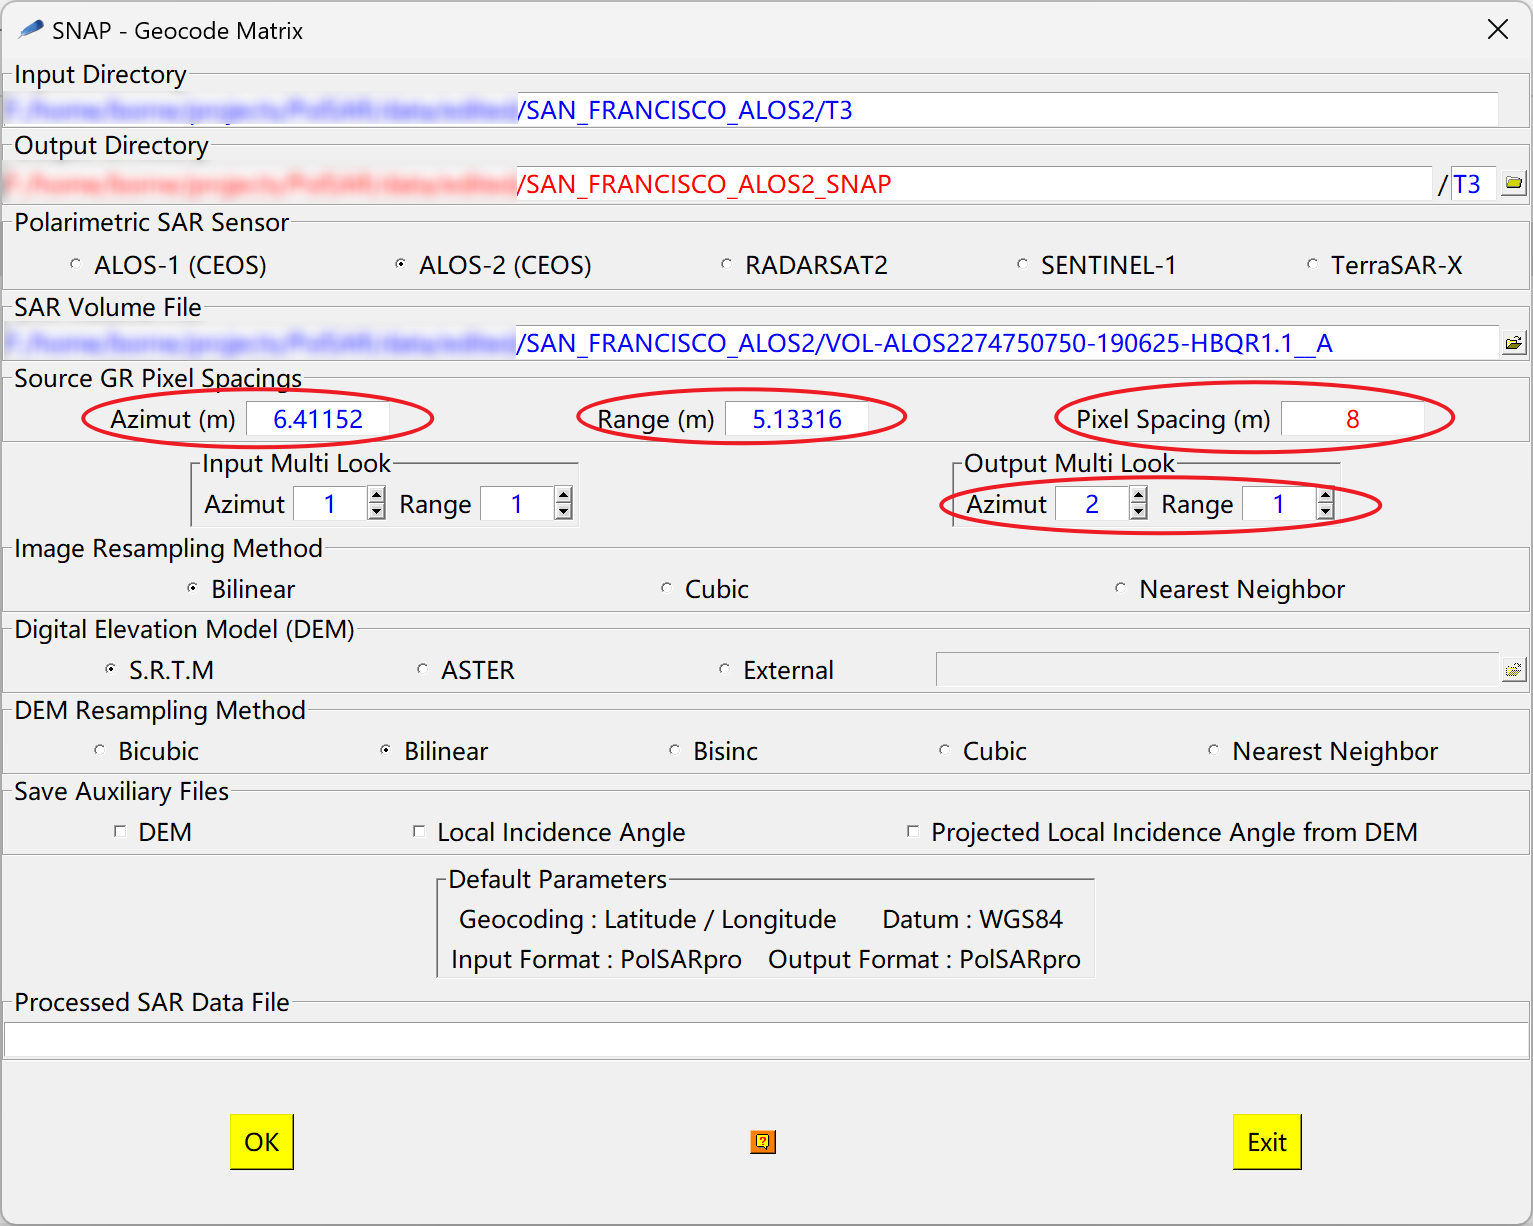 SNAP - Geocode Matrix
Input Directory
/SAN_FRANCISCO_ALOS2/T3
Output Directory
/SAN_FRANCISCO_ALOS2_SNAP / T3
Polarimetric SAR Sensor
ALOS-1 (CEOS) ALOS-2 (CEOS) RADARSAT2 SENTINEL-1 TerraSAR-X
SAR Volume File
/SAN_FRANCISCO_ALOS2/VOL-ALOS2274750750-190625-HBQR1.1__A
Source GR Pixel Spacings
Azimut (m) 6.41152 Range (m) 5.13316 Pixel Spacing (m) 8
Input Multi Look Output Multi Look
Azimut 1 Range 1 Azimut 2 Range 1
Image Resampling Method
Bilinear Cubic Nearest Neighbor
Digital Elevation Model (DEM)
S.R.T.M ASTER External
DEM Resampling Method
Bicubic Bilinear Bisinc Cubic Nearest Neighbor
Save Auxiliary Files
DEM Local Incidence Angle Projected Local Incidence Angle from DEM
Default Parameters
Geocoding : Latitude / Longitude Datum : WGS84
Input Format : PolSARpro Output Format : PolSARpro
Processed SAR Data File
OK ? Exit